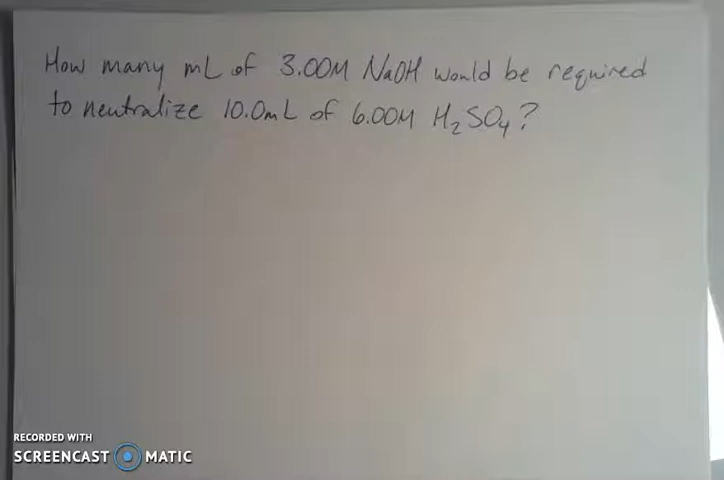 How many mL of 3.00M NaOH would be required
to neutralize 10.0mL of 6.00M H₂SO₄?
RECORDED WITH
SCREENCAST MATIC